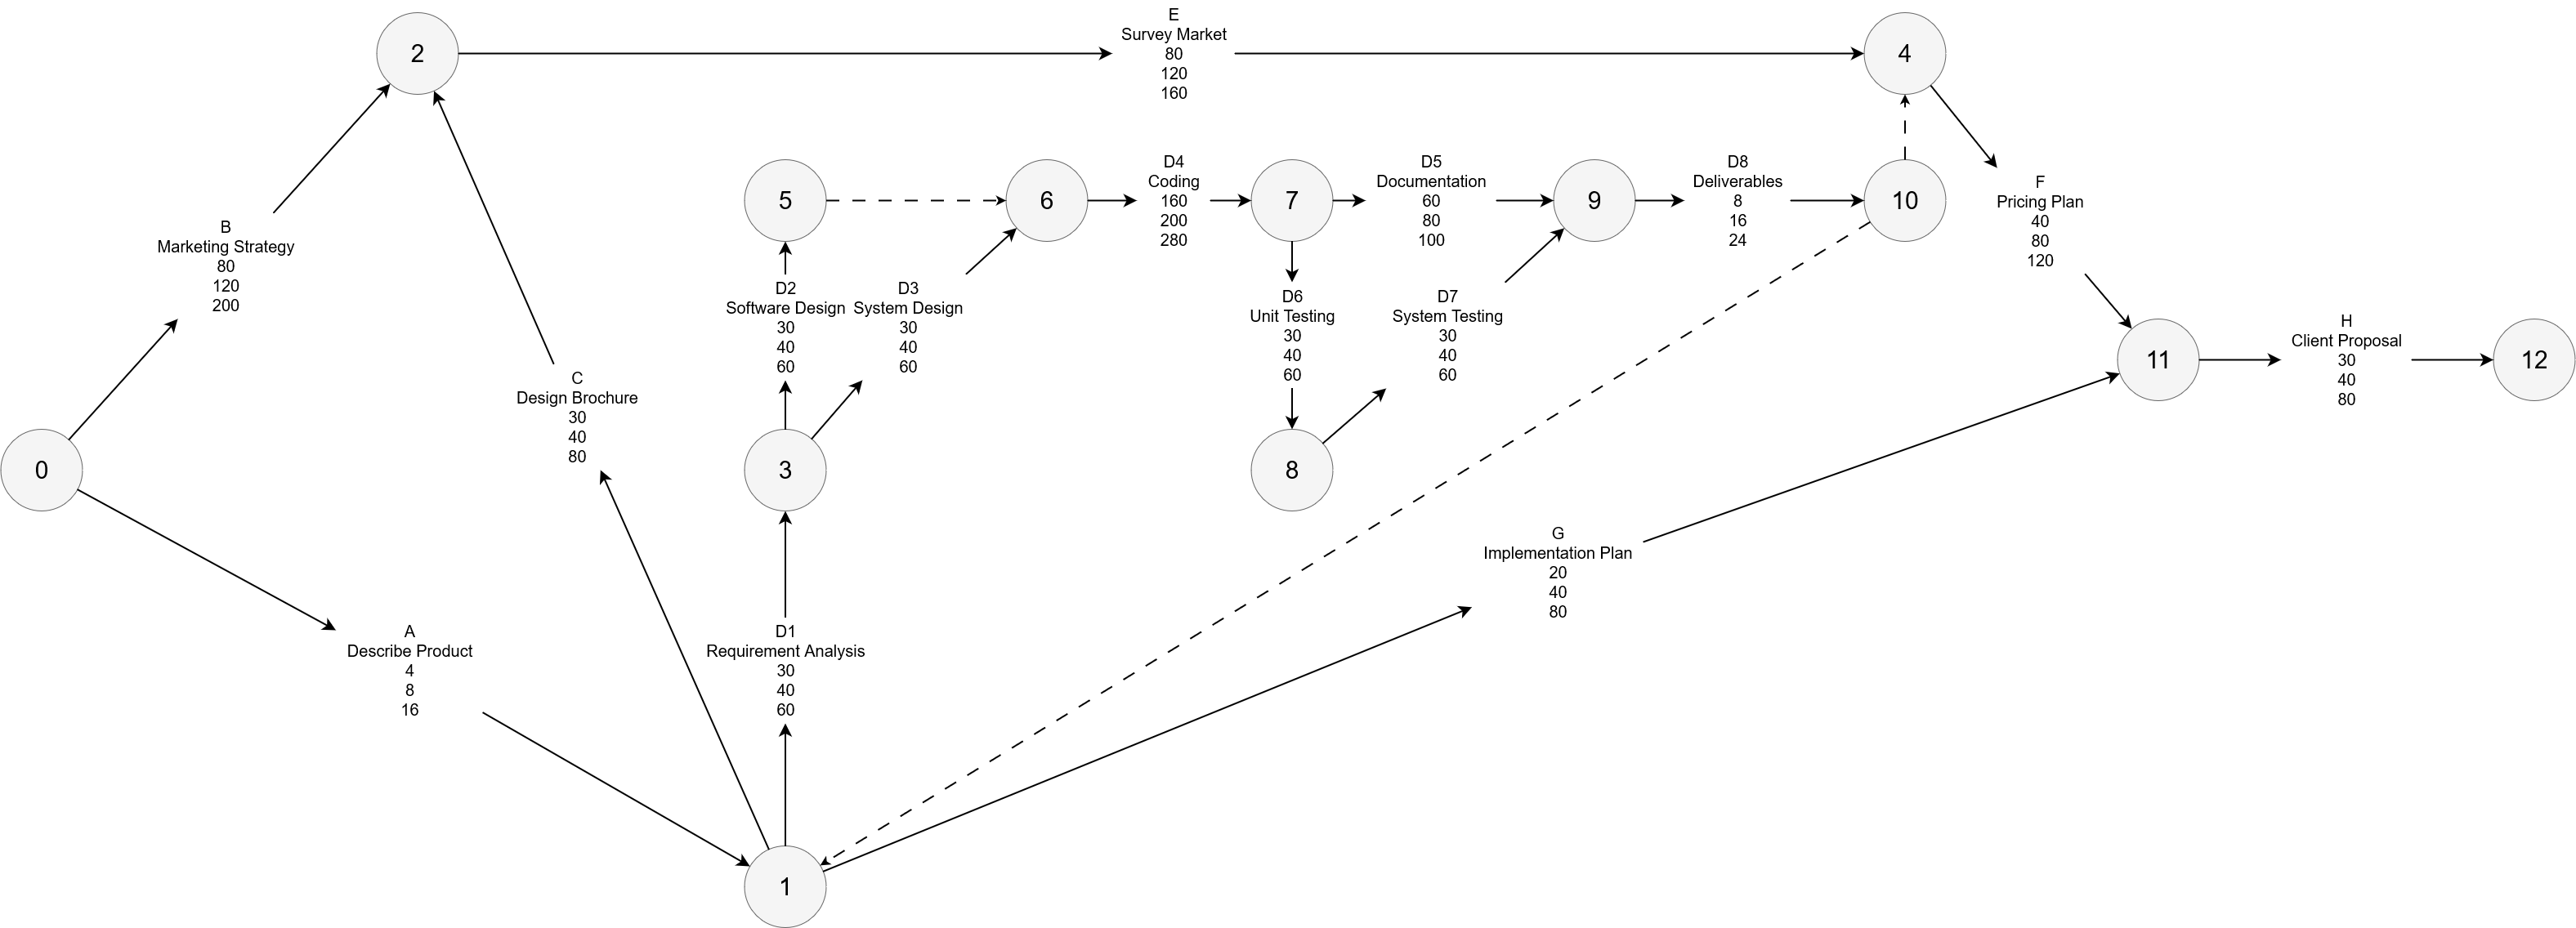 E
Survey Market
80
120
160
2
4
D4
Coding
160
200
280
D5
Documentation
60
80
100
D8
Deliverables
8
16
24
5
6
7
9
10
F
Pricing Plan
40
80
120
B
Marketing Strategy
80
120
200
D2
Software Design
30
40
60
D3
System Design
30
40
60
D6
Unit Testing
30
40
60
D7
System Testing
30
40
60
H
Client Proposal
30
40
80
11
12
C
Design Brochure
30
40
80
0
3
8
G
Implementation Plan
20
40
80
A
Describe Product
4
8
16
D1
Requirement Analysis
30
40
60
1